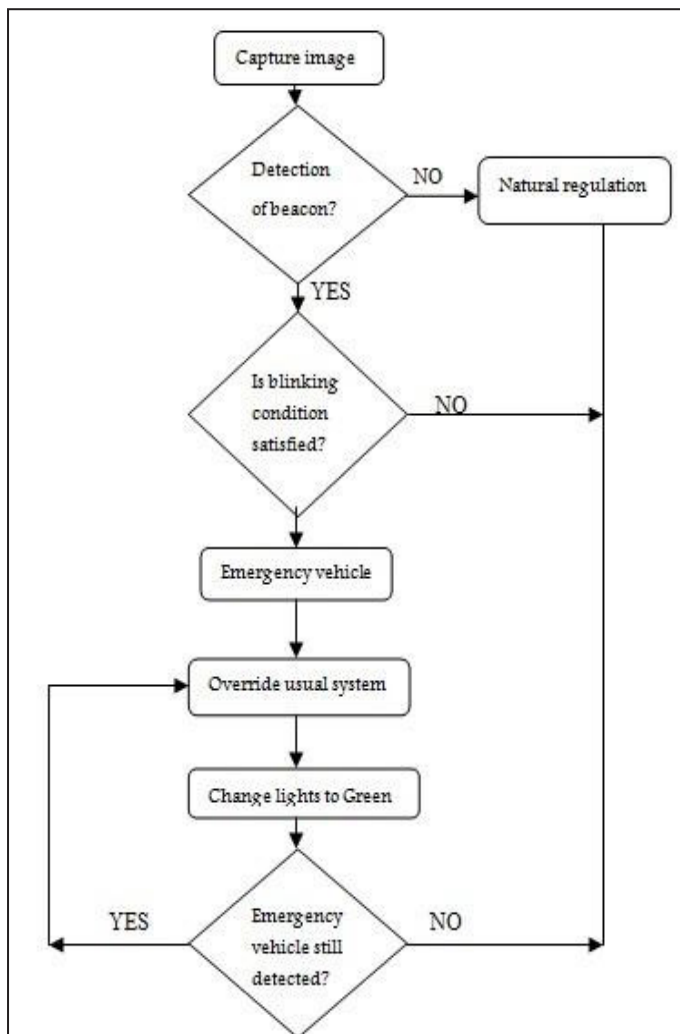 Capture image
Detection
of beacon?
NO
Natural regulation
YES
Is blinking
condition
satisfied?
NO
Emergency vehicle
Override usual system
Change lights to Green
YES
Emergency
vehicle still
detected?
NO